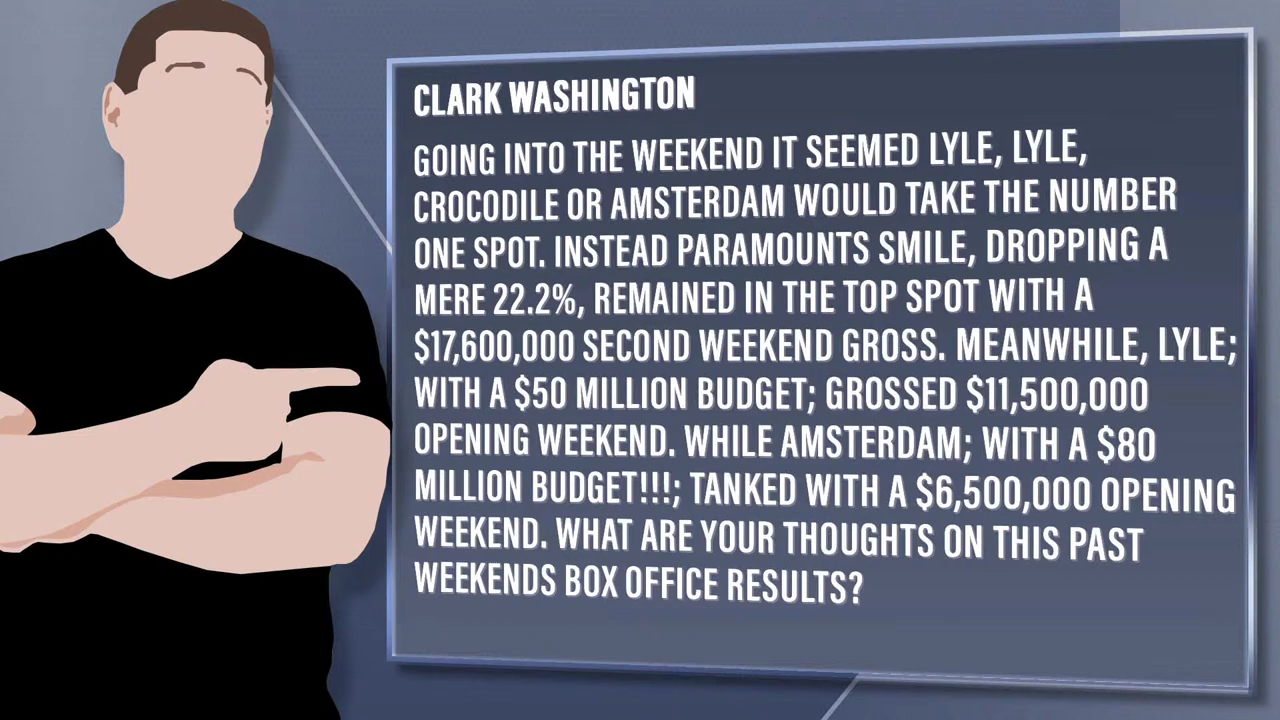 CLARK WASHINGTON
GOING INTO THE WEEKEND IT SEEMED LYLE, LYLE,
CROCODILE OR AMSTERDAM WOULD TAKE THE NUMBER
ONE SPOT. INSTEAD PARAMOUNTS SMILE, DROPPING A
MERE 22.2%, REMAINED IN THE TOP SPOT WITH A
$17,600,000 SECOND WEEKEND GROSS. MEANWHILE, LYLE;
WITH A $50 MILLION BUDGET; GROSSED $11,500,000
OPENING WEEKEND. WHILE AMSTERDAM; WITH A $80
MILLION BUDGET!!!; TANKED WITH A $6,500,000 OPENING
WEEKEND. WHAT ARE YOUR THOUGHTS ON THIS PAST
WEEKENDS BOX OFFICE RESULTS?